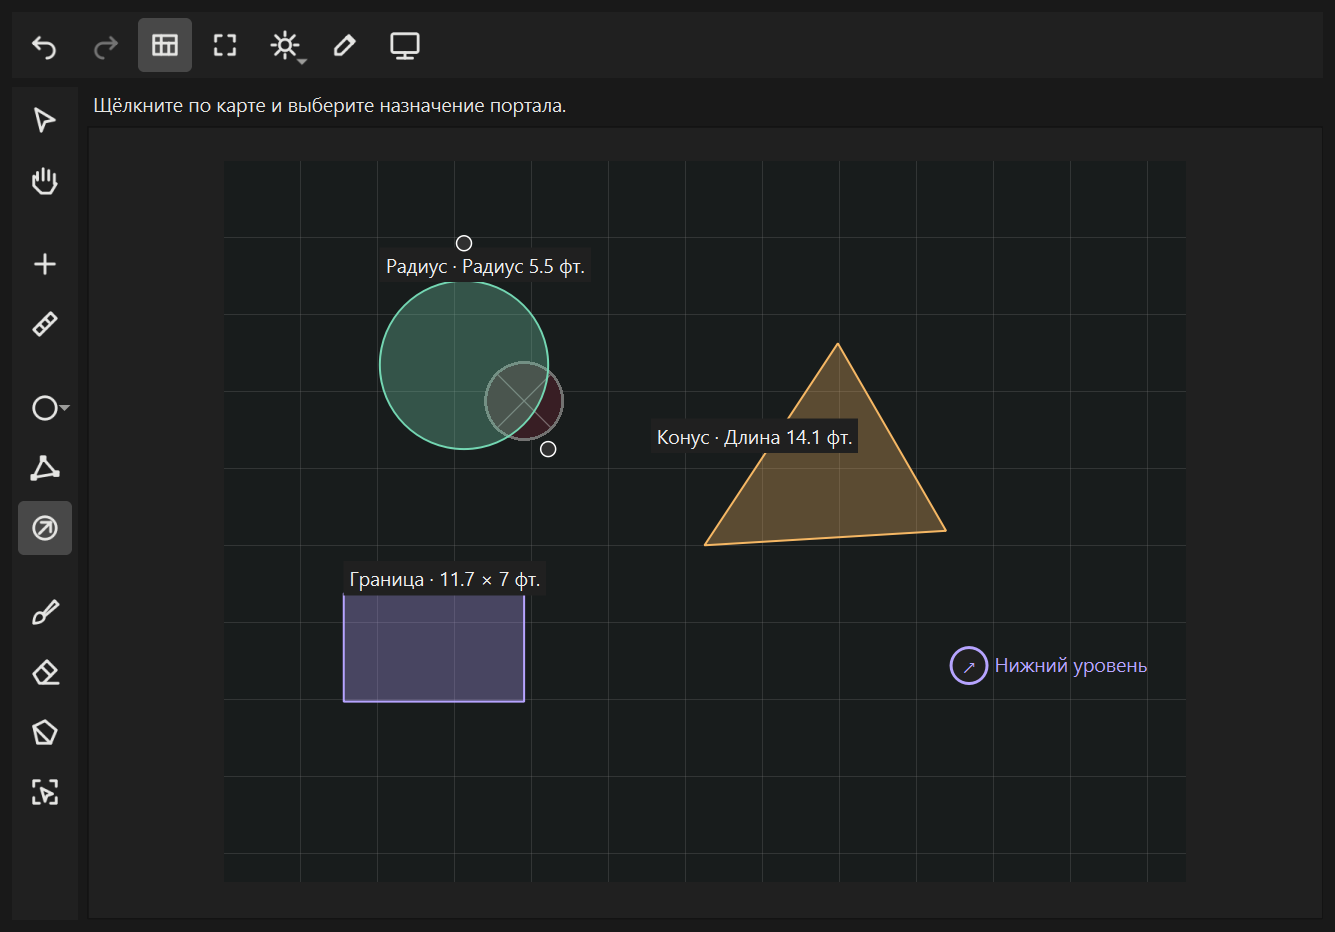 Щёлкните по карте и выберите назначение портала.
Радиус · Радиус 5.5 фт.
Конус · Длина 14.1 фт.
Граница · 11.7 × 7 фт.
Нижний уровень